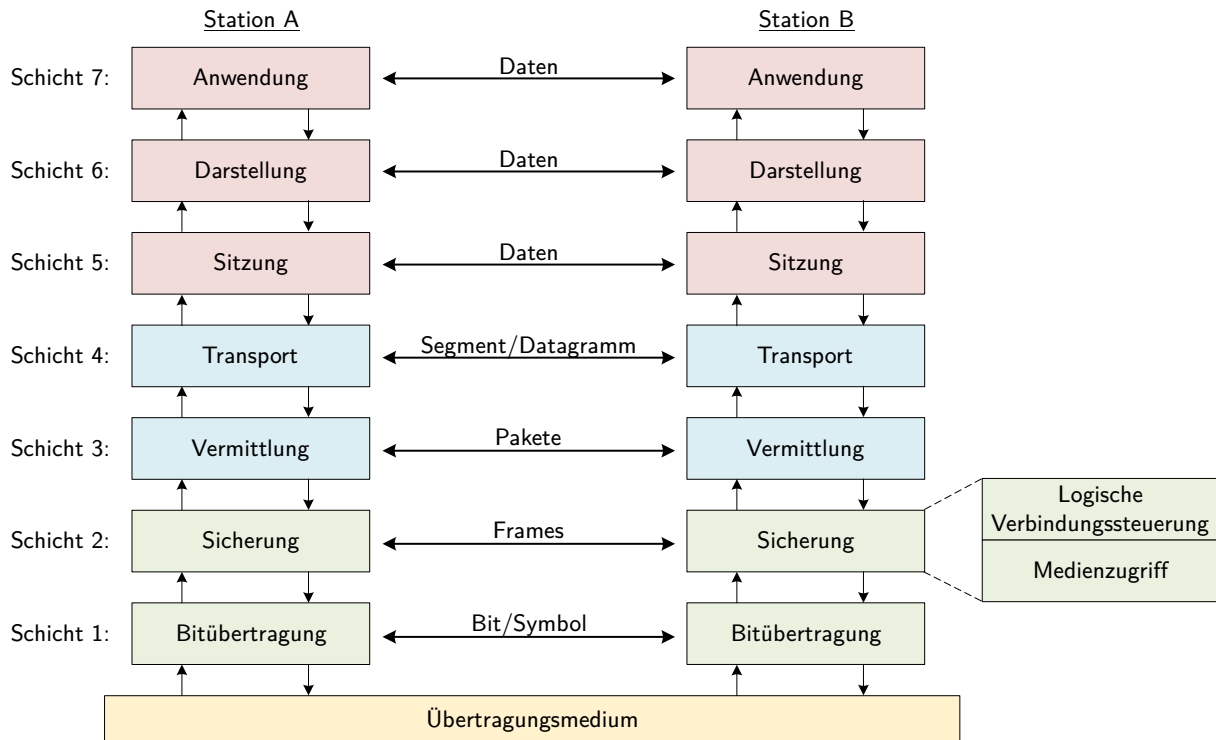 Station A
Station B
Schicht 7:
Anwendung
Daten
Anwendung
Schicht 6:
Darstellung
Daten
Darstellung
Schicht 5:
Sitzung
Daten
Sitzung
Schicht 4:
Transport
Segment/Datagramm
Transport
Schicht 3:
Vermittlung
Pakete
Vermittlung
Schicht 2:
Sicherung
Frames
Sicherung
Logische
Verbindungssteuerung
Medienzugriff
Schicht 1:
Bitübertragung
Bit/Symbol
Bitübertragung
Übertragungsmedium